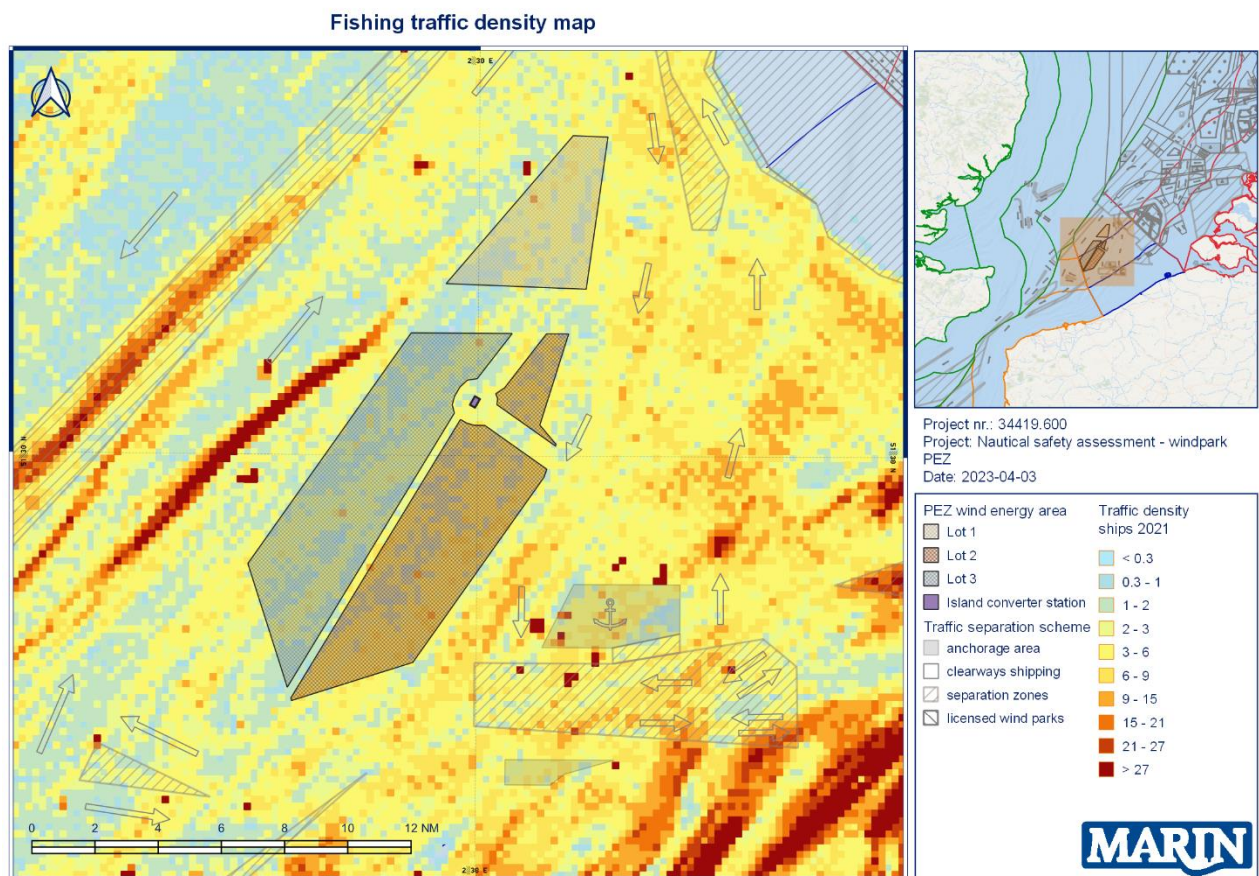 Fishing traffic density map
2°30 E
51°30 N
51°30 N
0 2 4 6 8 10 12 NM
2°30 E
Project nr.: 34419.600
Project: Nautical safety assessment - windpark
PEZ
Date: 2023-04-03
PEZ wind energy area
Lot 1
Lot 2
Lot 3
Island converter station
Traffic separation scheme
anchorage area
clearways shipping
separation zones
licensed wind parks
Traffic density
ships 2021
< 0.3
0.3 - 1
1 - 2
2 - 3
3 - 6
6 - 9
9 - 15
15 - 21
21 - 27
> 27
MARIN